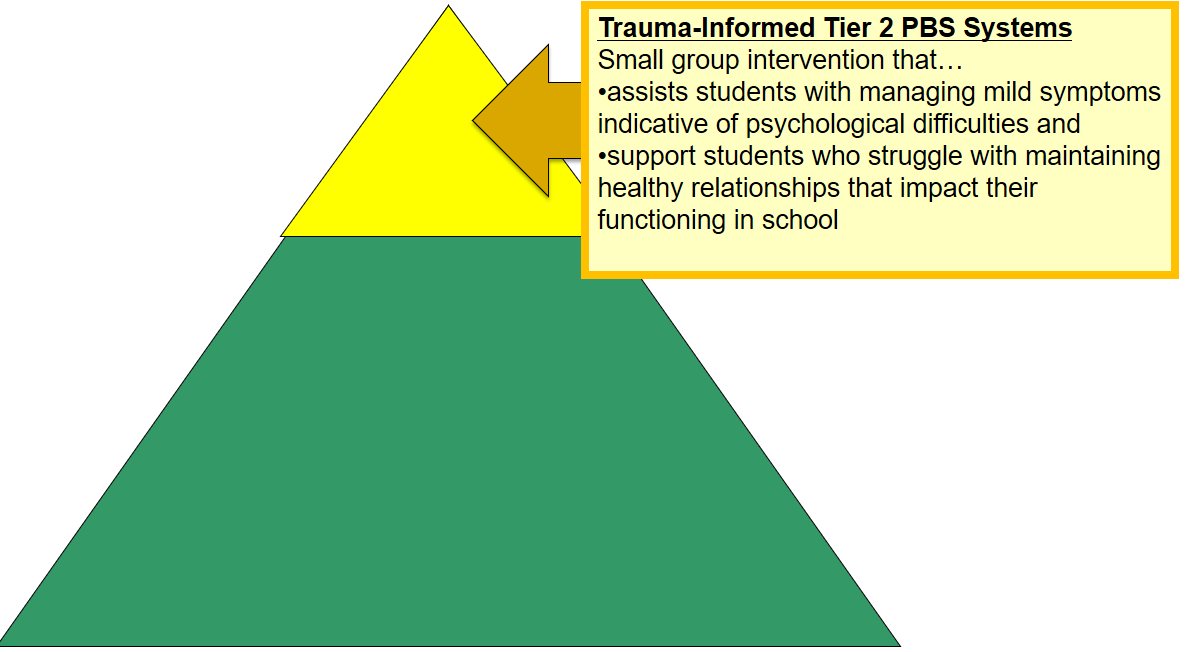 Trauma-Informed Tier 2 PBS Systems
Small group intervention that…
•assists students with managing mild symptoms
indicative of psychological difficulties and
•support students who struggle with maintaining
healthy relationships that impact their
functioning in school